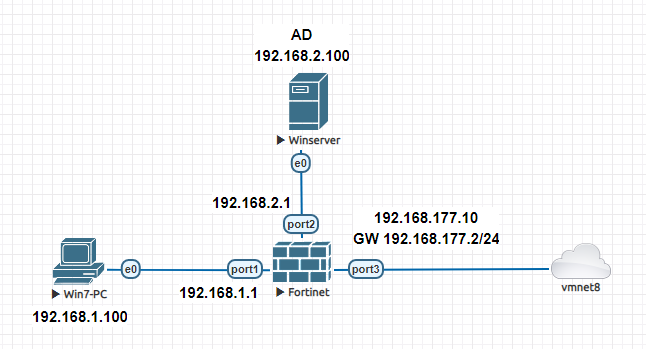 AD
192.168.2.100
Winserver
e0
192.168.2.1
port2
192.168.177.10
GW 192.168.177.2/24
e0
port1
port3
Win7-PC
192.168.1.1
Fortinet
vmnet8
192.168.1.100